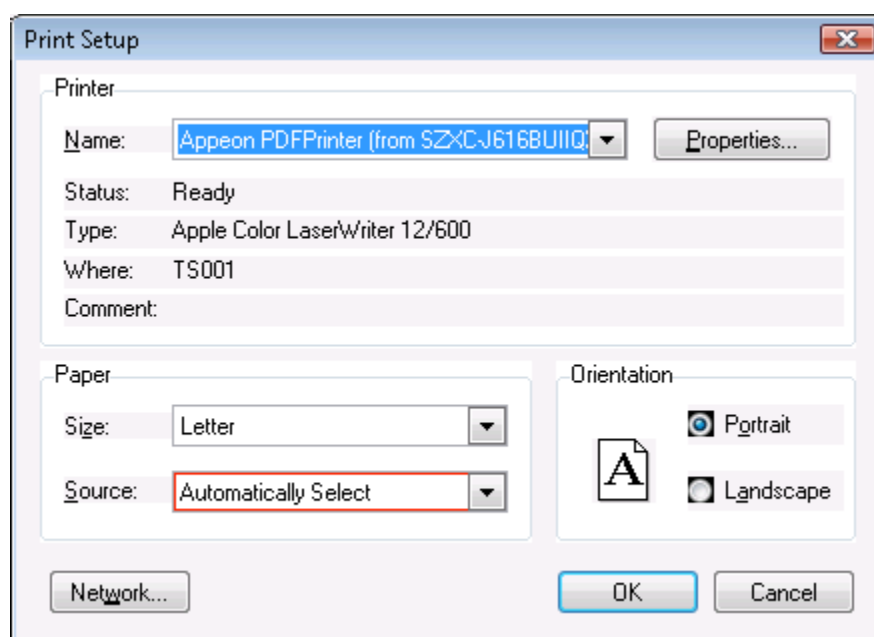 Print Setup
Printer
Name: Appeon PDFPrinter (from SZXC-J616BUIIQ Properties...
Status: Ready
Type: Apple Color LaserWriter 12/600
Where: TS001
Comment:
Paper
Size: Letter
Source: Automatically Select
Orientation
A
Portrait
Landscape
Network... OK Cancel